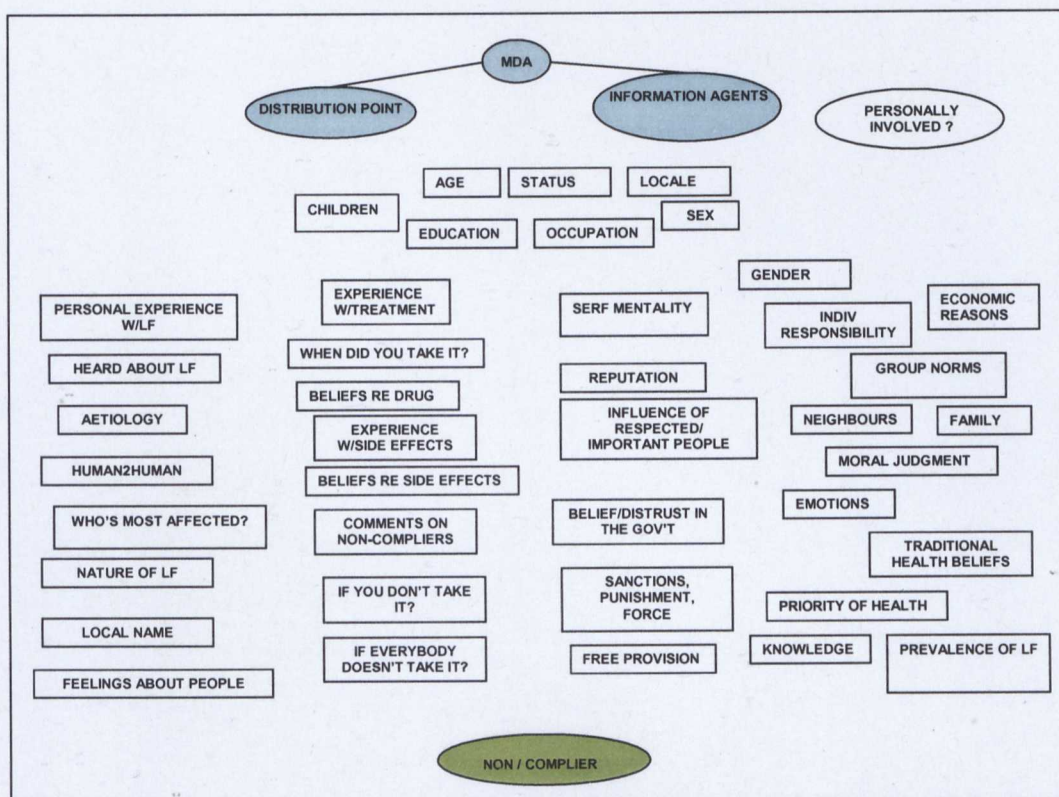 MDA
DISTRIBUTION POINT
INFORMATION AGENTS
PERSONALLY
INVOLVED ?
AGE
STATUS
LOCALE
CHILDREN
SEX
EDUCATION
OCCUPATION
GENDER
PERSONAL EXPERIENCE
W/LF
HEARD ABOUT LF
AETIOLOGY
HUMAN2HUMAN
WHO'S MOST AFFECTED?
NATURE OF LF
LOCAL NAME
FEELINGS ABOUT PEOPLE
EXPERIENCE
W/TREATMENT
WHEN DID YOU TAKE IT?
BELIEFS RE DRUG
EXPERIENCE
W/SIDE EFFECTS
BELIEFS RE SIDE EFFECTS
COMMENTS ON
NON-COMPLIERS
IF YOU DON'T TAKE
IT?
IF EVERYBODY
DOESN'T TAKE IT?
SERF MENTALITY
REPUTATION
INFLUENCE OF
RESPECTED/
IMPORTANT PEOPLE
BELIEF/DISTRUST IN
THE GOV'T
SANCTIONS,
PUNISHMENT,
FORCE
FREE PROVISION
INDIV
RESPONSIBILITY
ECONOMIC
REASONS
GROUP NORMS
NEIGHBOURS
FAMILY
MORAL JUDGMENT
EMOTIONS
TRADITIONAL
HEALTH BELIEFS
PRIORITY OF HEALTH
KNOWLEDGE
PREVALENCE OF LF
NON / COMPLIER